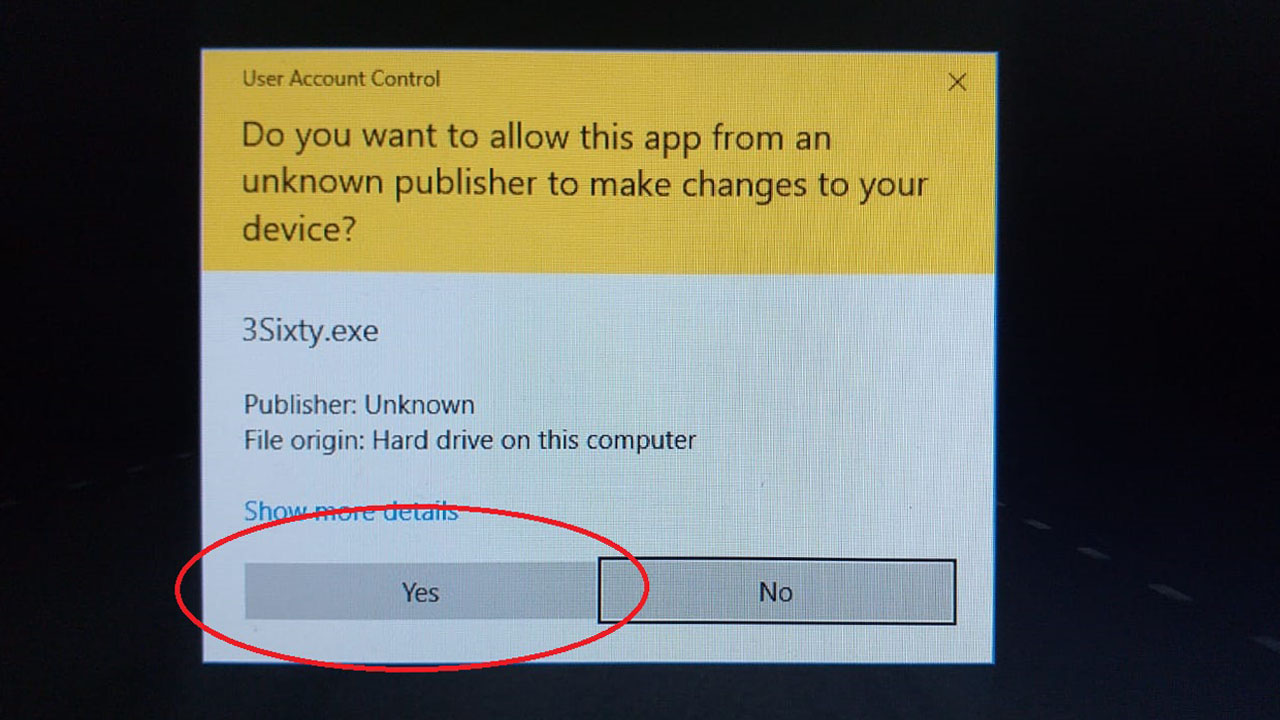 User Account Control
Do you want to allow this app from an
unknown publisher to make changes to your
device?
3Sixty.exe
Publisher: Unknown
File origin: Hard drive on this computer
Show more details
Yes
No